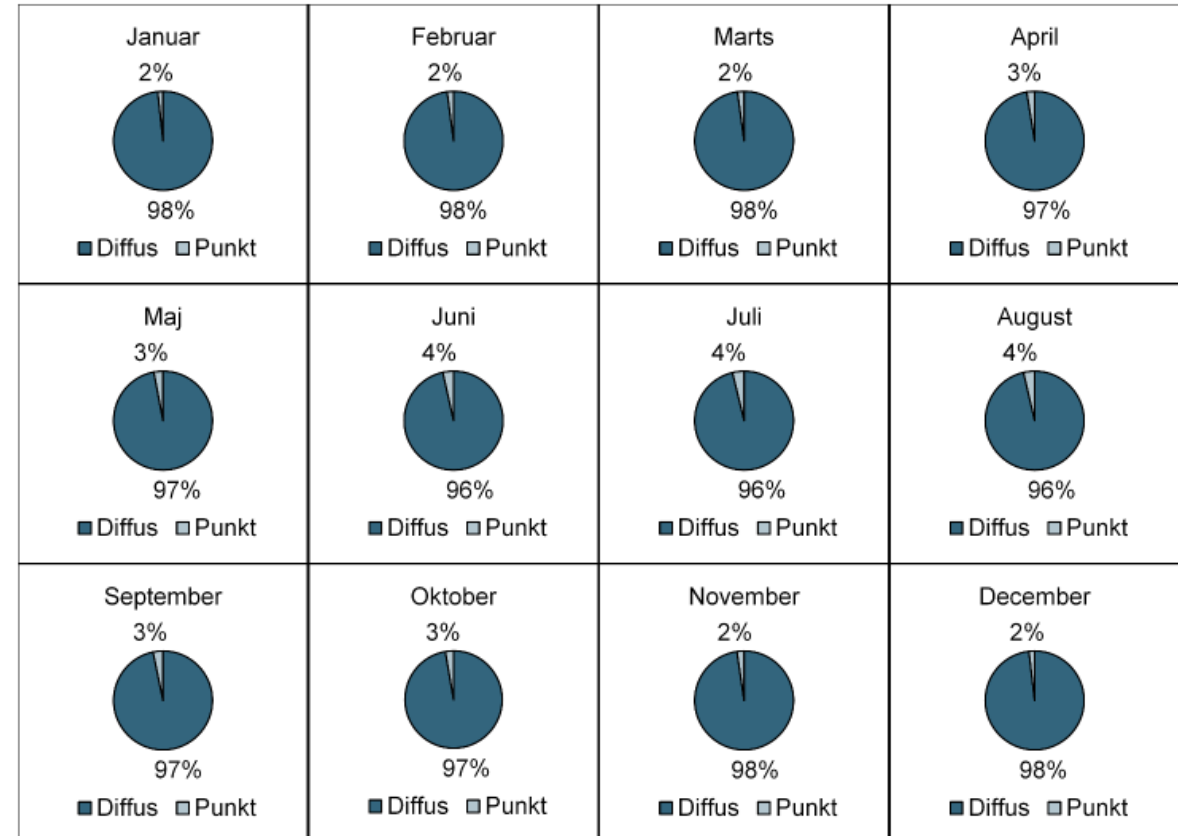 Januar
2%
98%
Diffus Punkt
Februar
2%
98%
Diffus Punkt
Marts
2%
98%
Diffus Punkt
April
3%
97%
Diffus Punkt
Maj
3%
97%
Diffus Punkt
Juni
4%
96%
Diffus Punkt
Juli
4%
96%
Diffus Punkt
August
4%
96%
Diffus Punkt
September
3%
97%
Diffus Punkt
Oktober
3%
97%
Diffus Punkt
November
2%
98%
Diffus Punkt
December
2%
98%
Diffus Punkt